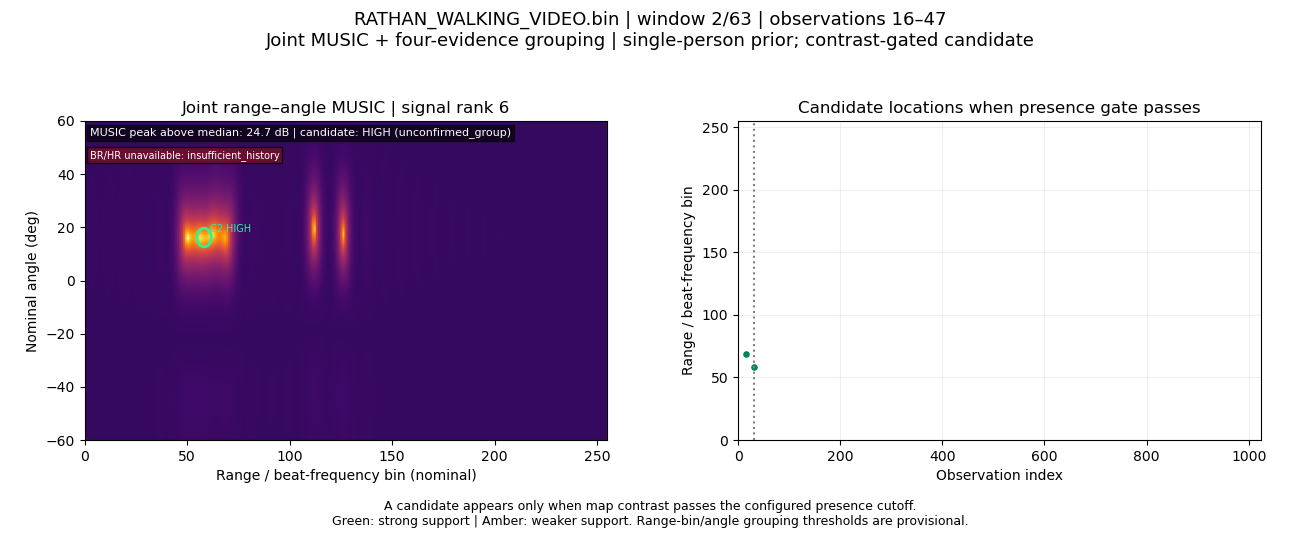 RATHAN_WALKING_VIDEO.bin | window 2/63 | observations 16–47
Joint MUSIC + four-evidence grouping | single-person prior; contrast-gated candidate
Joint range–angle MUSIC | signal rank 6
MUSIC peak above median: 24.7 dB | candidate: HIGH (unconfirmed_group)
BR/HR unavailable: insufficient_history
HIGH
60
40
20
0
−20
−40
−60
Nominal angle (deg)
0
50
100
150
200
250
Range / beat-frequency bin (nominal)
Candidate locations when presence gate passes
250
200
150
100
50
0
Range / beat-frequency bin
0
200
400
600
800
1000
Observation index
A candidate appears only when map contrast passes the configured presence cutoff.
Green: strong support | Amber: weaker support. Range-bin/angle grouping thresholds are provisional.